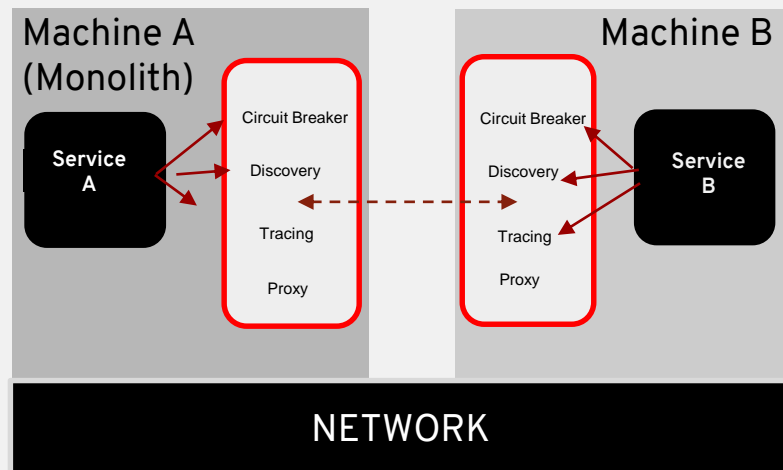 Machine A
(Monolith)
Service
A
Circuit Breaker
Discovery
Tracing
Proxy
Machine B
Circuit Breaker
Discovery
Tracing
Proxy
Service
B
NETWORK